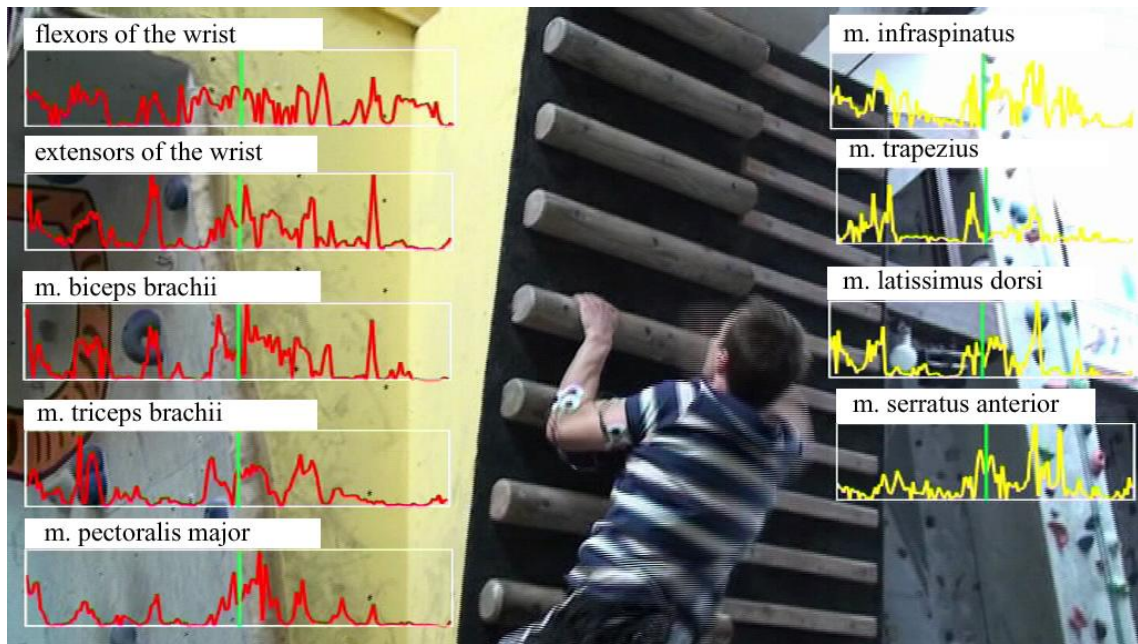 flexors of the wrist
extensors of the wrist
m. biceps brachii
m. triceps brachii
m. pectoralis major
m. infraspinatus
m. trapezius
m. latissimus dorsi
m. serratus anterior